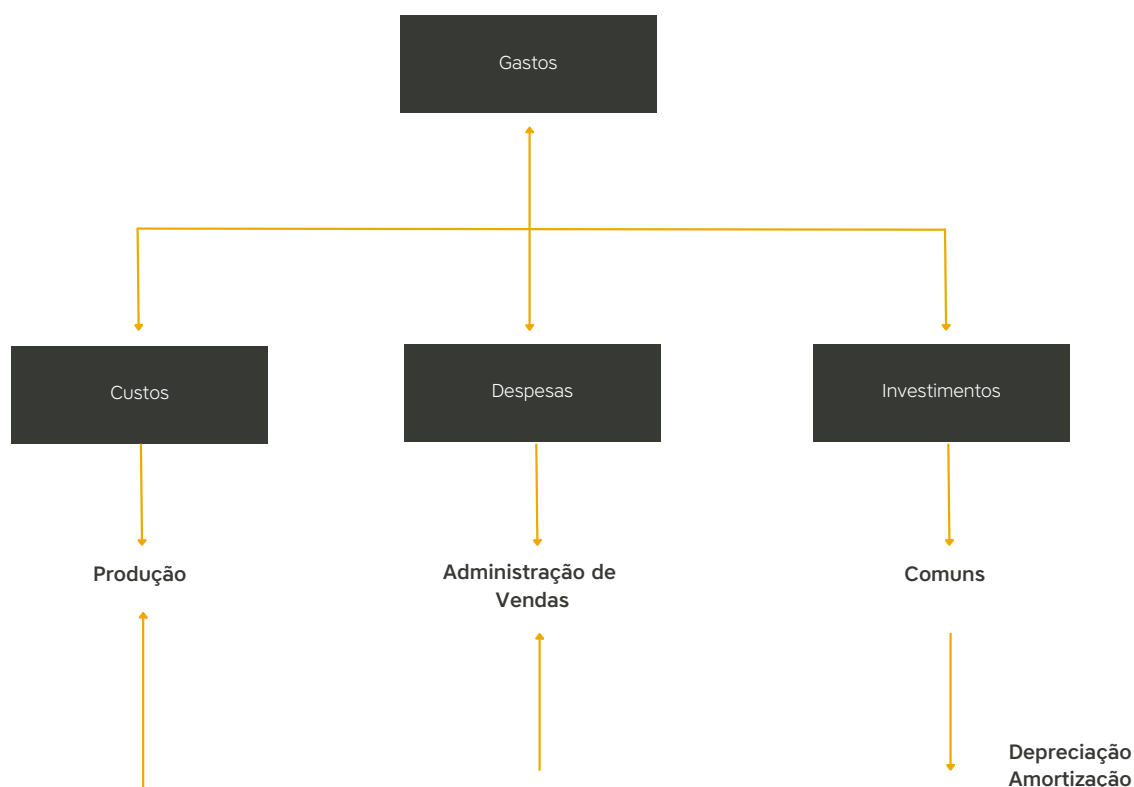 Gastos
Custos
Despesas
Investimentos
Produção
Administração de
Vendas
Comuns
Depreciação
Amortização